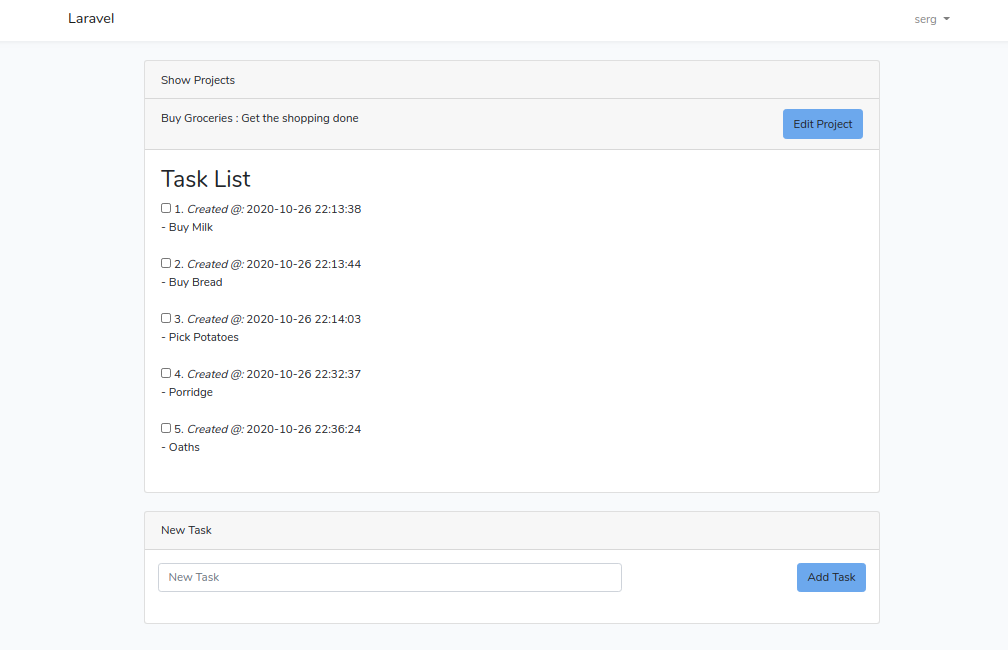 Laravel
serg
Show Projects
Buy Groceries : Get the shopping done
Edit Project
Task List
1. Created @: 2020-10-26 22:13:38
- Buy Milk
2. Created @: 2020-10-26 22:13:44
- Buy Bread
3. Created @: 2020-10-26 22:14:03
- Pick Potatoes
4. Created @: 2020-10-26 22:32:37
- Porridge
5. Created @: 2020-10-26 22:36:24
- Oaths
New Task
New Task
Add Task